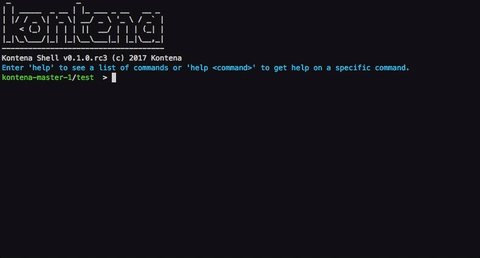 kontena
Kontena Shell v0.1.0.rc3 (c) 2017 Kontena
Enter 'help' to see a list of commands or 'help <command>' to get help on a specific command.
kontena-master-1/test >